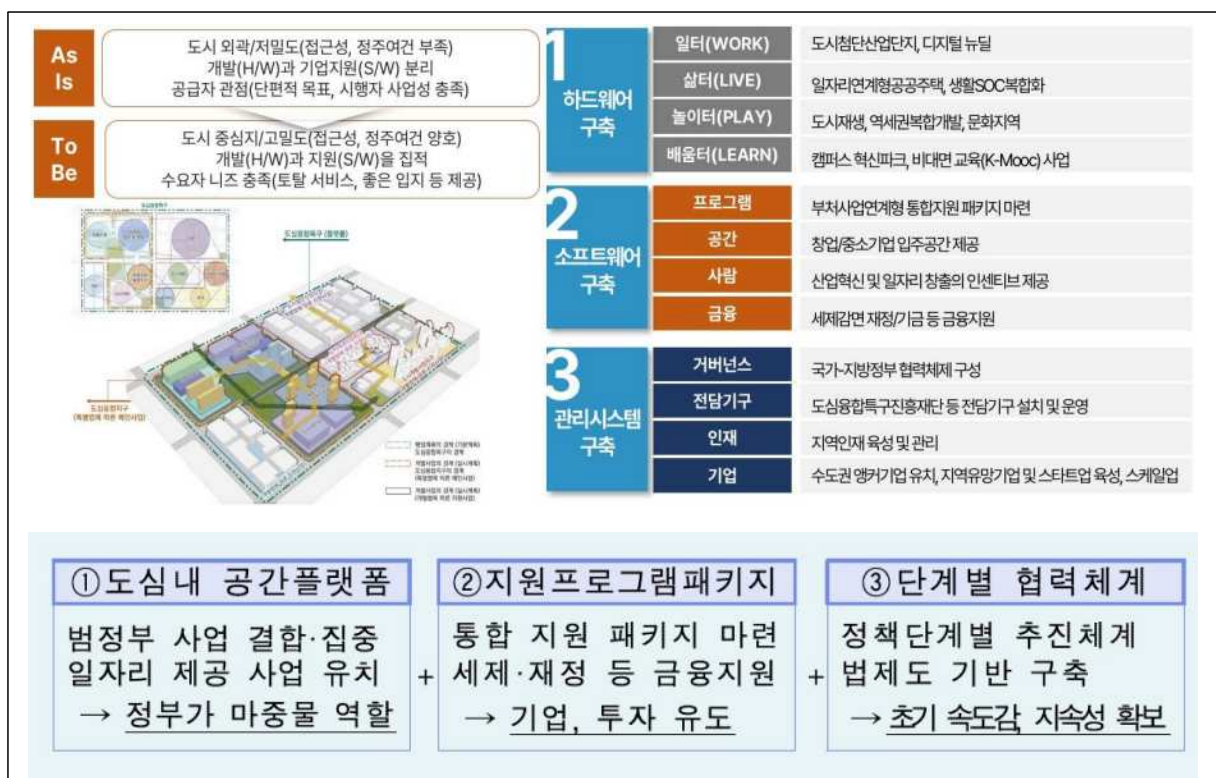 As
Is
도시 외곽/저밀도(접근성, 정주여건 부족)
개발(H/W)과 기업지원(S/W) 분리
공급자 관점(단편적 목표, 시행자 사업성 충족)
To
Be
도시 중심지/고밀도(접근성, 정주여건 양호)
개발(H/W)과 지원(S/W)을 집적
수요자 니즈 충족(토탈 서비스, 좋은 입지 등 제공)
도심융합특구 (플랫폼)
도심융합지구
1
하드웨어
구축
일터(WORK)
도시첨단산업단지, 디지털 뉴딜
삶터(LIVE)
일자리연계형공공주택, 생활SOC복합화
놀이터(PLAY)
도시재생, 역세권복합개발, 문화지역
배움터(LEARN)
캠퍼스 혁신파크, 비대면 교육(K-Mooc) 사업
2
소프트웨어
구축
프로그램
부처사업연계형 통합지원 패키지 마련
공간
창업/중소기업 입주공간 제공
사람
산업혁신 및 일자리 창출의 인센티브 제공
금융
세제감면 재정/기금 등 금융지원
3
관리시스템
구축
거버넌스
국가-지방정부 협력체제 구성
전담기구
도심융합특구진흥재단 등 전담기구 설치 및 운영
인재
지역인재 육성 및 관리
기업
수도권 앵커기업 유치, 지역유망기업 및 스타트업 육성, 스케일업
①도심내 공간플랫폼
범정부 사업 결합·집중
일자리 제공 사업 유치
→ 정부가 마중물 역할
+
②지원프로그램패키지
통합 지원 패키지 마련
세제·재정 등 금융지원
→ 기업, 투자 유도
+
③단계별 협력체계
정책단계별 추진체계
법제도 기반 구축
→ 초기 속도감, 지속성 확보